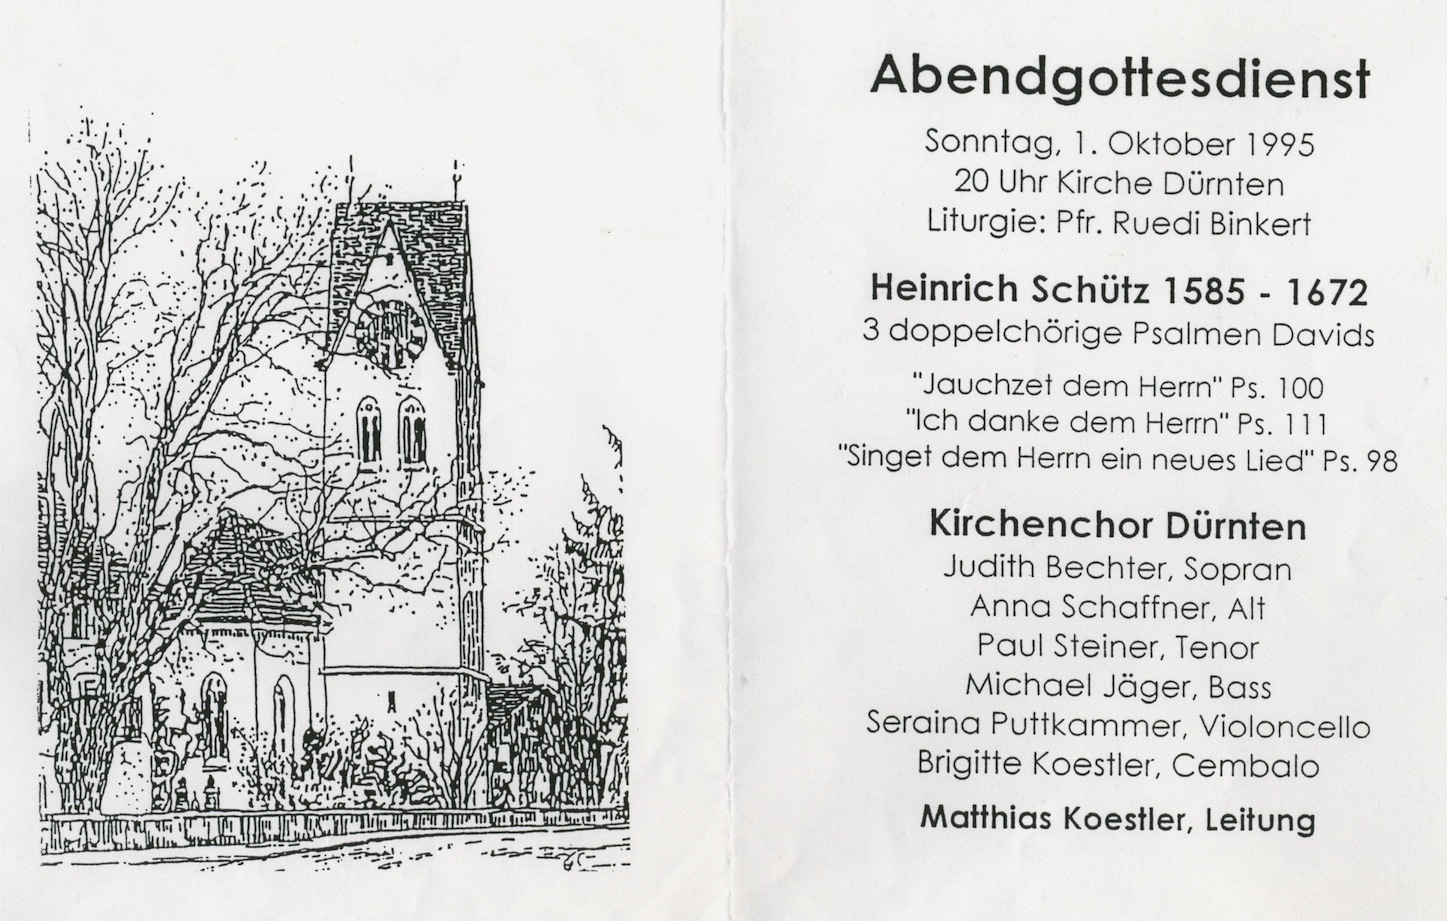 Abendgottesdienst
Sonntag, 1. Oktober 1995
20 Uhr Kirche Dürnten
Liturgie: Pfr. Ruedi Binkert
Heinrich Schütz 1585 - 1672
3 doppelchörige Psalmen Davids
"Jauchzet dem Herrn" Ps. 100
"Ich danke dem Herrn" Ps. 111
"Singet dem Herrn ein neues Lied" Ps. 98
Kirchenchor Dürnten
Judith Bechter, Sopran
Anna Schaffner, Alt
Paul Steiner, Tenor
Michael Jäger, Bass
Seraina Puttkammer, Violoncello
Brigitte Koestler, Cembalo
Matthias Koestler, Leitung